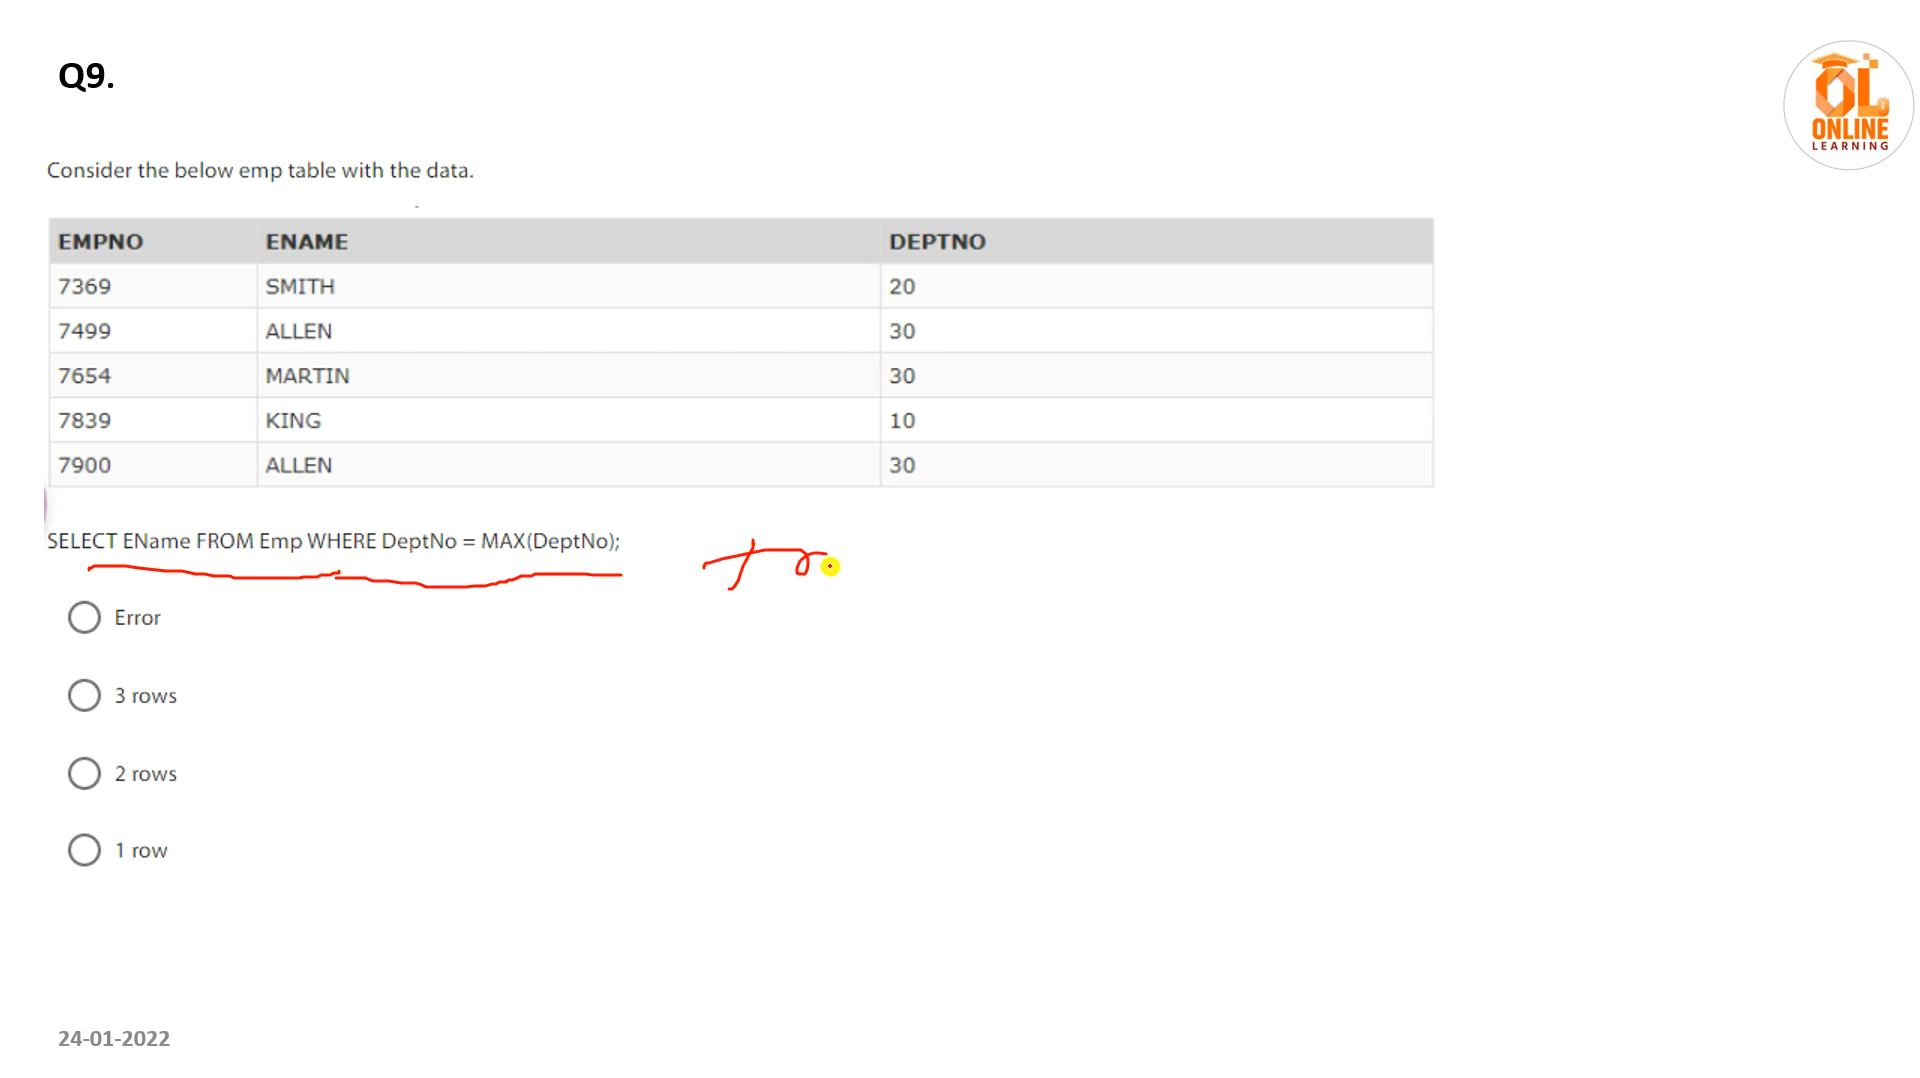 Q9.
OL
ONLINE
LEARNING
Consider the below emp table with the data.
EMPNO ENAME DEPTNO
7369 SMITH 20
7499 ALLEN 30
7654 MARTIN 30
7839 KING 10
7900 ALLEN 30
SELECT EName FROM Emp WHERE DeptNo = MAX(DeptNo);
Error
3 rows
2 rows
1 row
24-01-2022